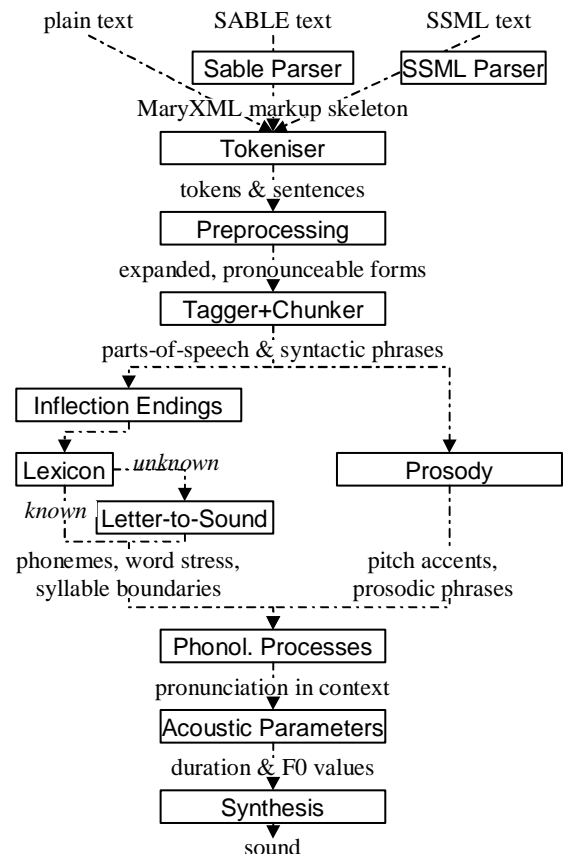 plain text SABLE text SSML text
Sable Parser SSML Parser
MaryXML markup skeleton
Tokeniser
tokens & sentences
Preprocessing
expanded, pronounceable forms
Tagger+Chunker
parts-of-speech & syntactic phrases
Inflection Endings
Lexicon unknown Prosody
known Letter-to-Sound
phonemes, word stress,
syllable boundaries
pitch accents,
prosodic phrases
Phonol. Processes
pronunciation in context
Acoustic Parameters
duration & F0 values
Synthesis
sound